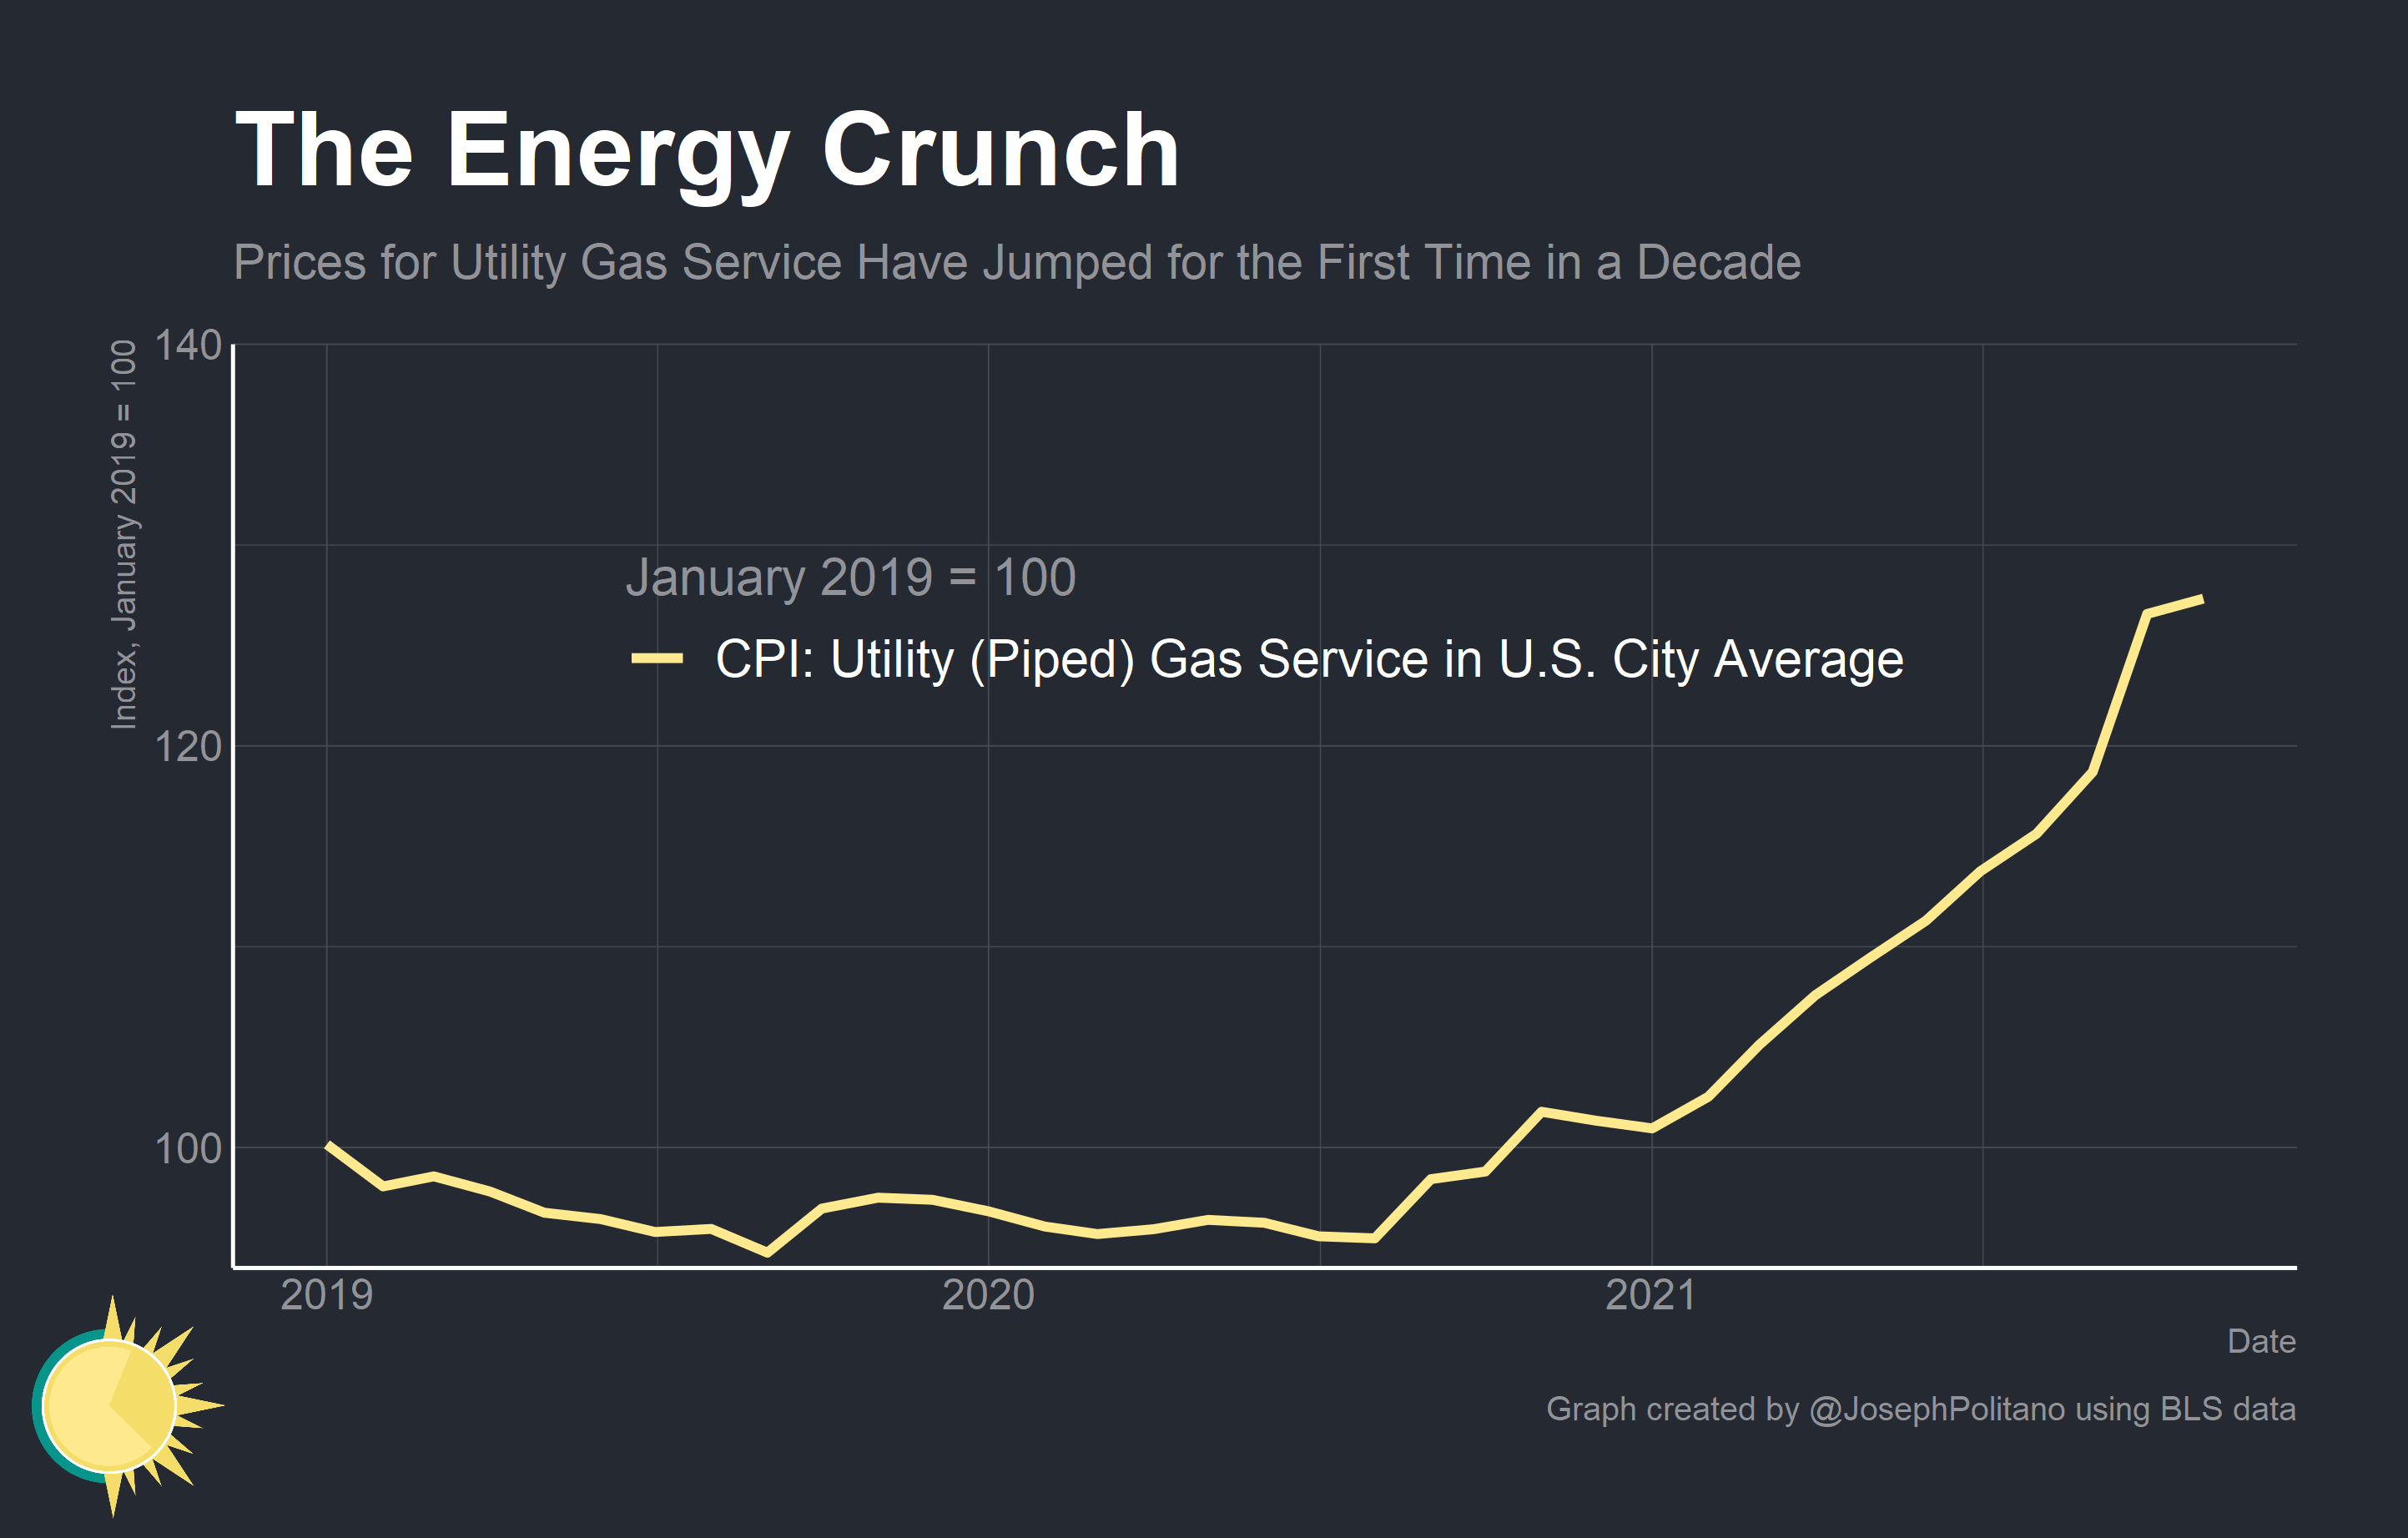 The Energy Crunch
Prices for Utility Gas Service Have Jumped for the First Time in a Decade
Index, January 2019 = 100
140
120
100
January 2019 = 100
CPI: Utility (Piped) Gas Service in U.S. City Average
2019
2020
2021
Date
Graph created by @JosephPolitano using BLS data